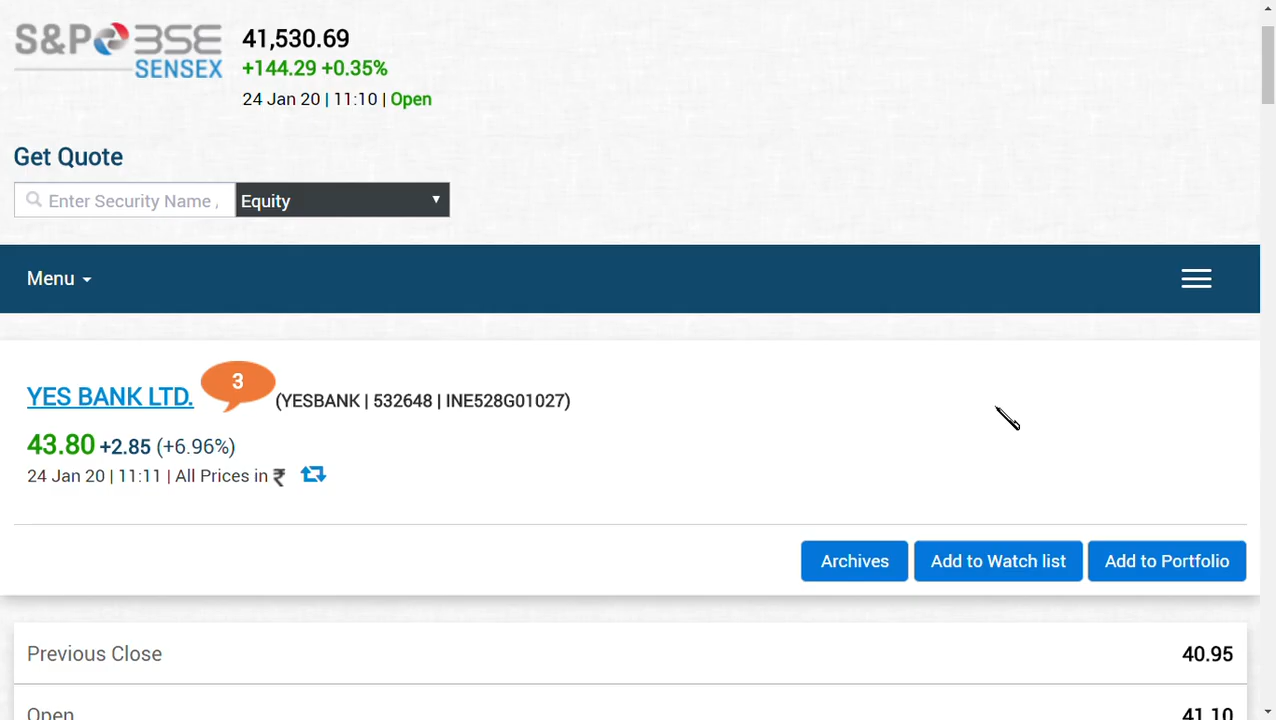 S&P BSE
SENSEX
41,530.69
+144.29 +0.35%
24 Jan 20 | 11:10 | Open
Get Quote
Enter Security Name / Equity
Menu
YES BANK LTD. 3 (YESBANK | 532648 | INE528G01027)
43.80 +2.85 (+6.96%)
24 Jan 20 | 11:11 | All Prices in ₹
Archives Add to Watch list Add to Portfolio
Previous Close 40.95
Open 41.10